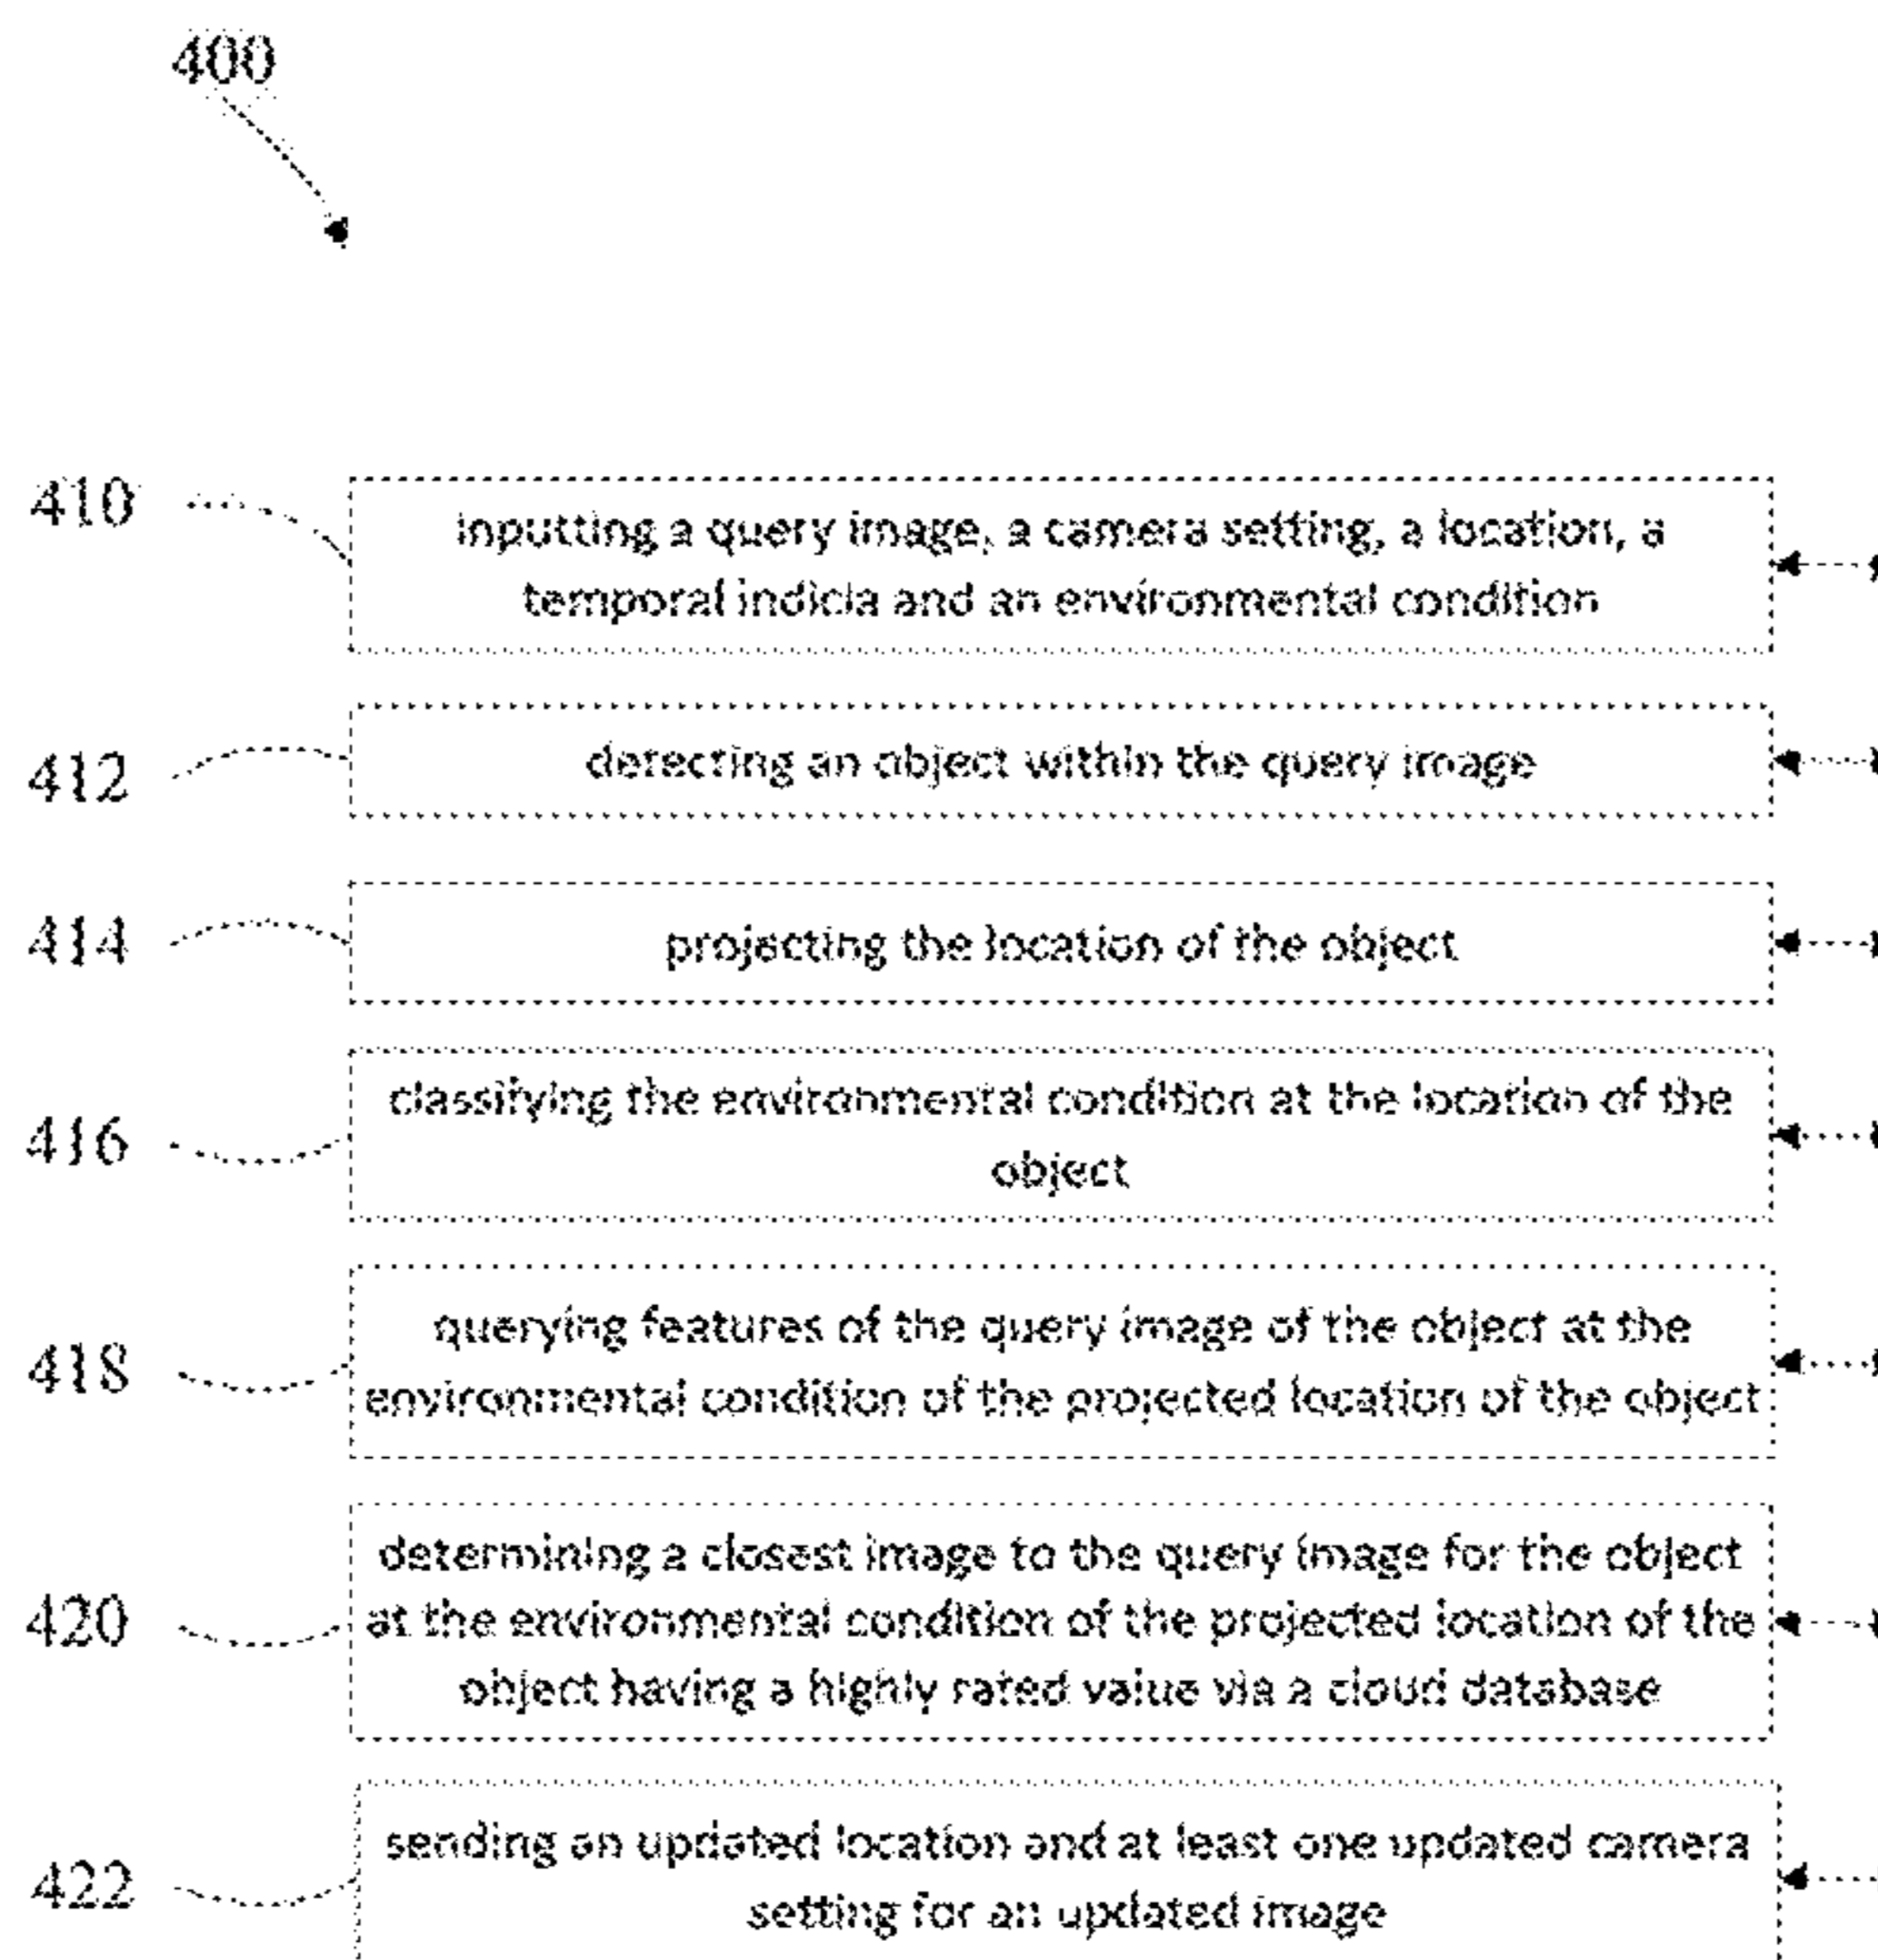 400
410
inputting a query image, a camera setting, a location, a
temporal indicia and an environmental condition
412
detecting an object within the query image
414
projecting the location of the object
416
classifying the environmental condition at the location of the
object
418
querying features of the query image of the object at the
environmental condition of the projected location of the object
420
determining a closest image to the query image for the object
at the environmental condition of the projected location of the
object having a highly rated value via a cloud database
422
sending an updated location and at least one updated camera
setting for an updated image